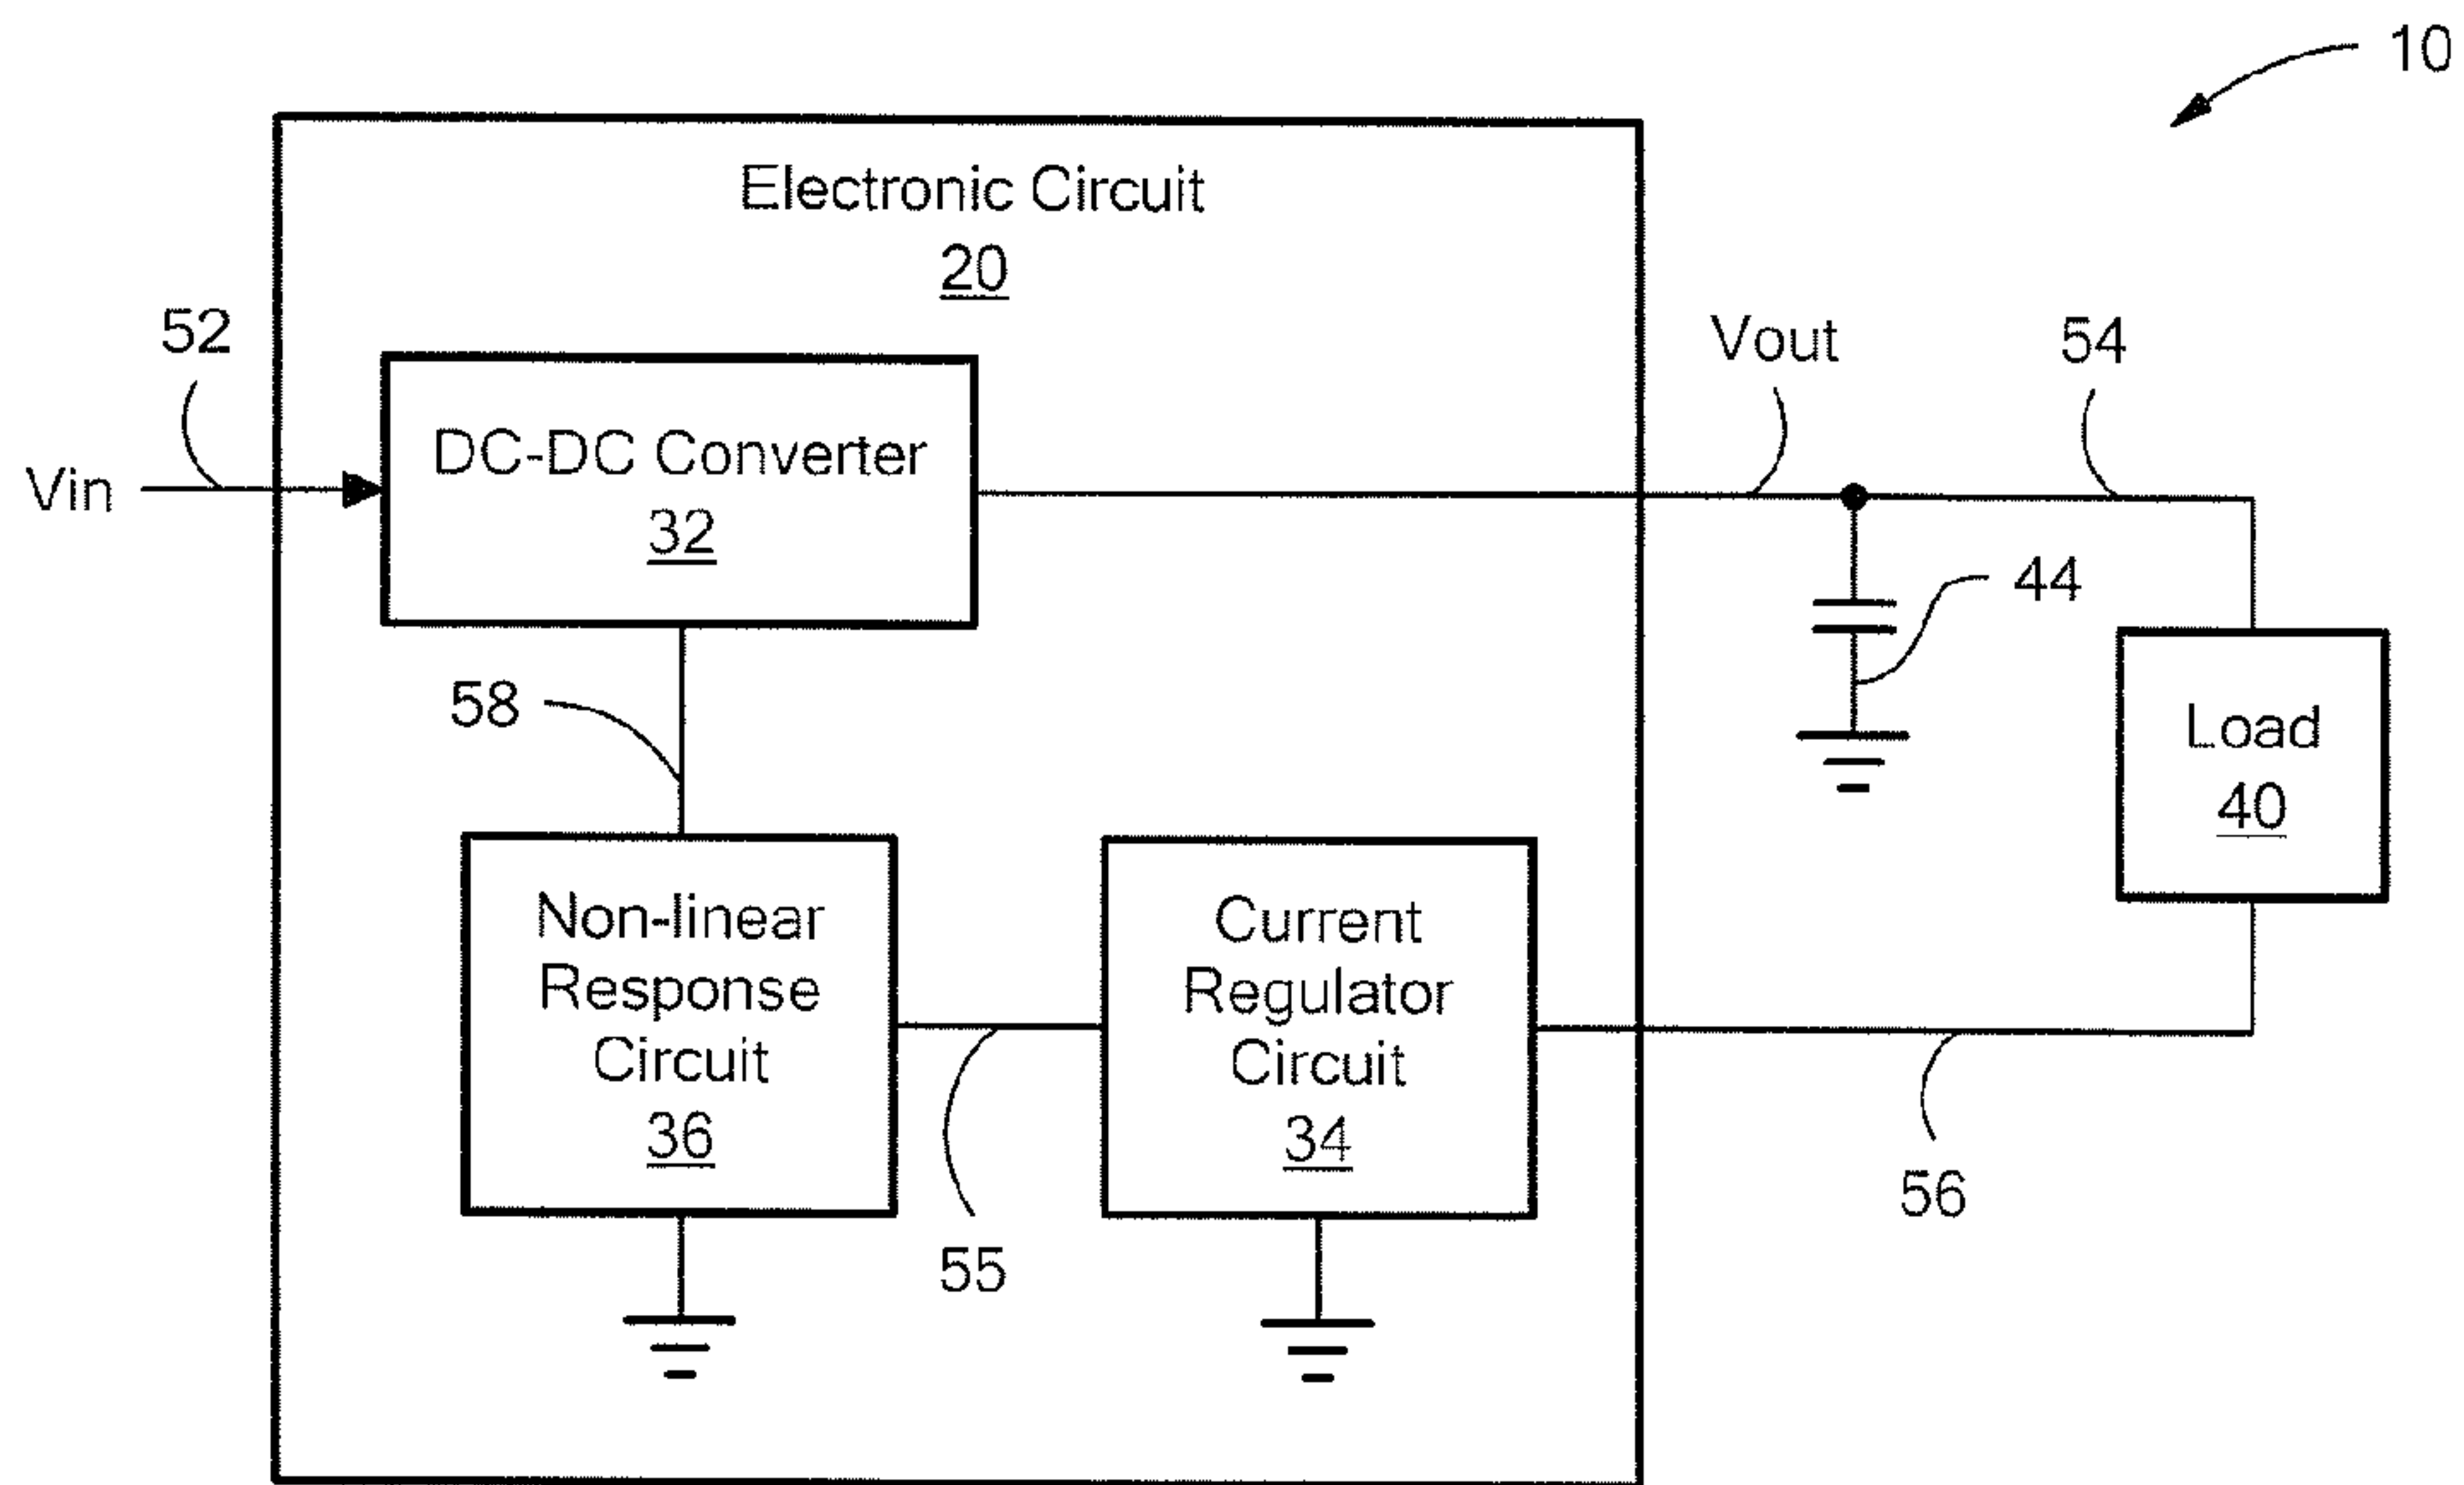 10
Electronic Circuit
20
52
Vin
DC-DC Converter
32
Vout
54
44
58
Load
40
Non-linear
Response
Circuit
36
Current
Regulator
Circuit
34
55
56